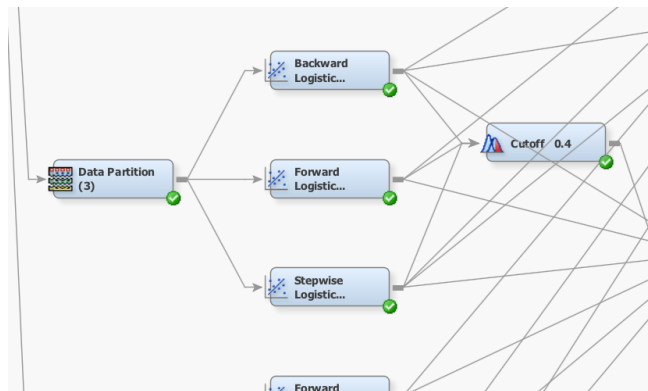 Backward
Logistic...
Cutoff 0.4
Data Partition
(3)
Forward
Logistic...
Stepwise
Logistic...
Forward